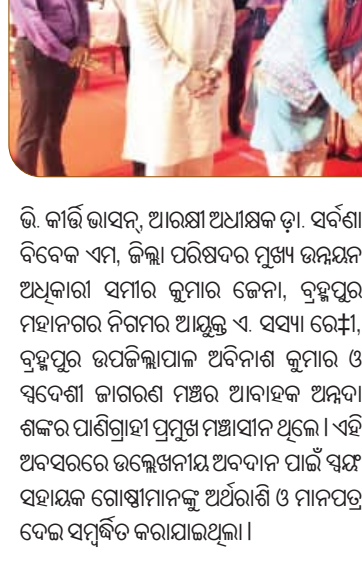 ଭି. କୀର୍ତ୍ତି ଭାସନ୍, ଆରକ୍ଷୀ ଅଧୀକ୍ଷକ ଡ଼ା. ସର୍ବଣା
ବିବେକ ଏମ, ଜିଲ୍ଲା ପରିଷଦର ମୁଖ୍ୟ ଉନ୍ନୟନ
ଅଧିକାରୀ ସମୀର କୁମାର ଜେନା, ବ୍ରହ୍ମପୁର
ମହାନଗର ନିଗମର ଆୟୁକ୍ତ ଏ. ସସ୍ୟା ରେ‡ୀ,
ବ୍ରହ୍ମପୁର ଉପଜିଲ୍ଲାପାଳ ଅବିନାଶ କୁମାର ଓ
ସ୍ୱଦେଶୀ ଜାଗରଣ ମଞ୍ଚର ଆବାହକ ଅନ୍ନଦା
ଶଙ୍କର ପାଣିଗ୍ରାହୀ ପ୍ରମୁଖ ମଞ୍ଚାସୀନ ଥିଲେ । ଏହି
ଅବସରରେ ଉଲ୍ଲେଖନୀୟ ଅବଦାନ ପାଇଁ ସ୍ୱୟଂ
ସହାୟକ ଗୋଷ୍ଠୀମାନଙ୍କୁ ଅର୍ଥରାଶି ଓ ମାନପତ୍ର
ଦେଇ ସମ୍ବର୍ଦ୍ଧିତ କରାଯାଇଥିଲା ।